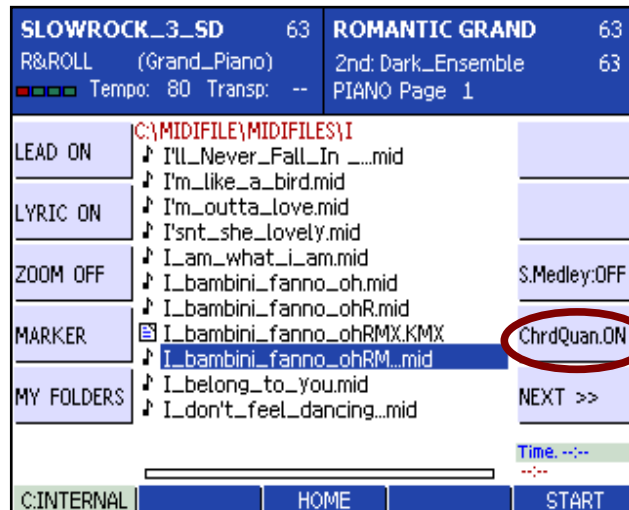 SLOWROCK_3_SD 63
R&ROLL (Grand_Piano)
Tempo: 80 Transp: --
ROMANTIC GRAND 63
2nd: Dark_Ensemble 63
PIANO Page 1
LEAD ON
LYRIC ON
ZOOM OFF
MARKER
MY FOLDERS
C:\MIDIFILE\MIDIFILES\I
I'll_Never_Fall_In _...mid
I'm_like_a_bird.mid
I'm_outta_love.mid
I'snt_she_lovely.mid
I_am_what_i_am.mid
I_bambini_fanno_oh.mid
I_bambini_fanno_ohR.mid
I_bambini_fanno_ohRMX.KMX
I_bambini_fanno_ohRM...mid
I_belong_to_you.mid
I_don't_feel_dancing...mid
S.Medley:OFF
ChrdQuan.ON
NEXT >>
Time. --:--
--:--
C:INTERNAL HOME START